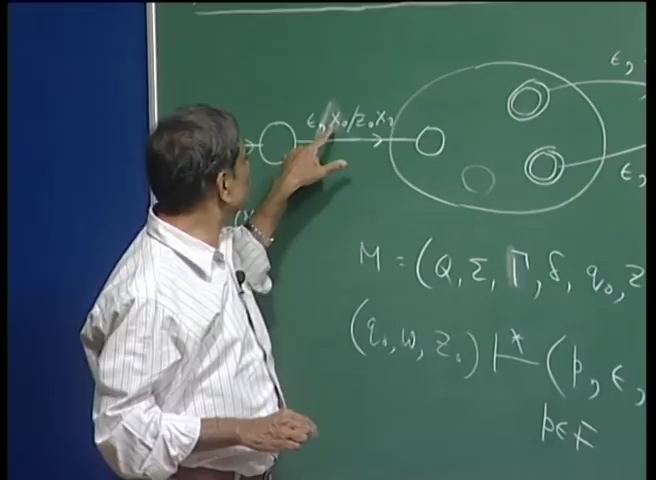 ϵ,
ϵ, X₀/Z₀X₀
ϵ,
M = (Q, Σ, Γ, δ, q₀, Z
(q₀, w, Z₀) ⊢* (p, ϵ,
p∈F